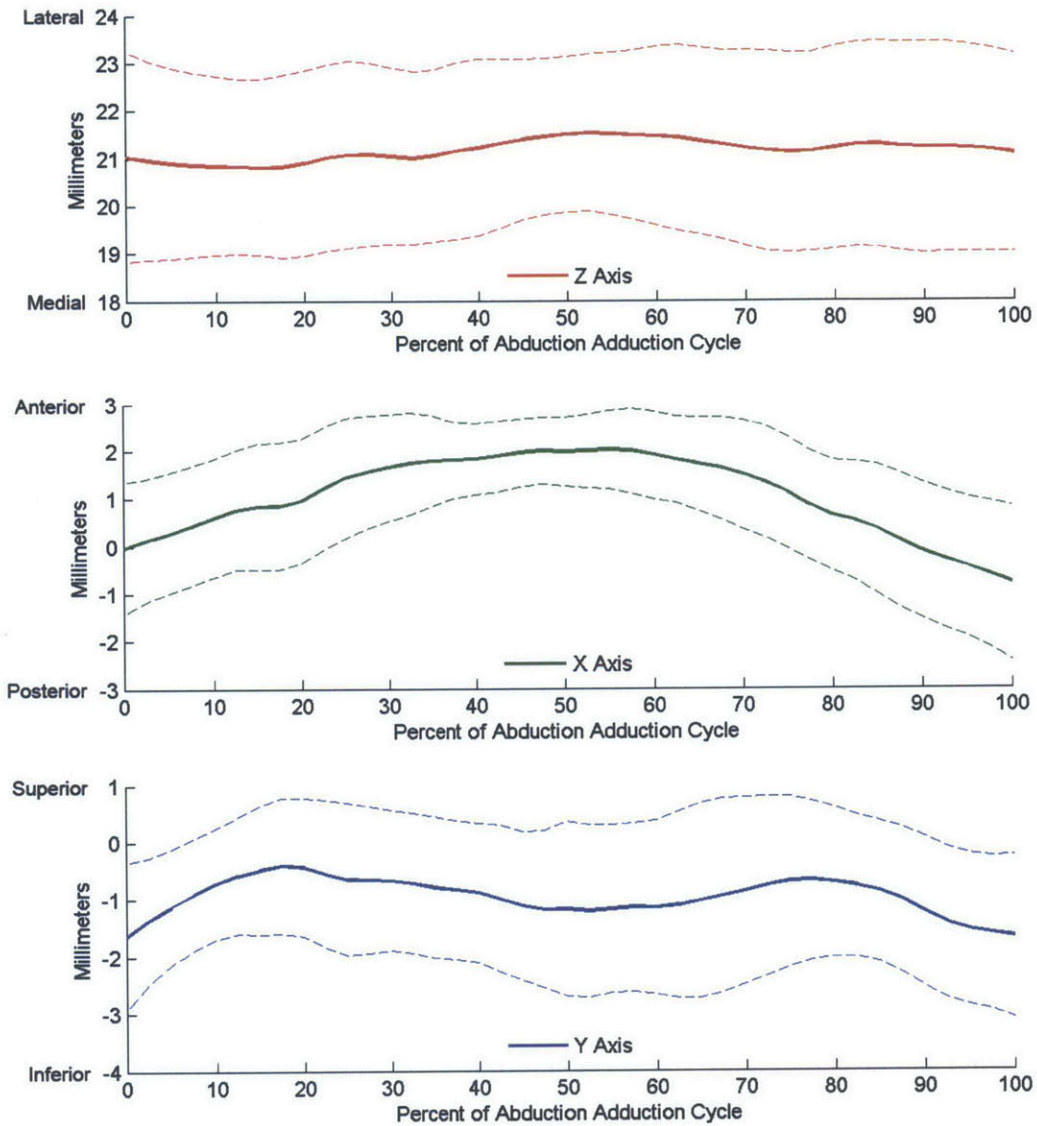 Lateral 24
23
22
21
20
19
Medial 18
Millimeters
Z Axis
0 10 20 30 40 50 60 70 80 90 100
Percent of Abduction Adduction Cycle
Anterior 3
2
1
0
-1
-2
Posterior -3
Millimeters
X Axis
0 10 20 30 40 50 60 70 80 90 100
Percent of Abduction Adduction Cycle
Superior 1
0
-1
-2
-3
Inferior -4
Millimeters
Y Axis
0 10 20 30 40 50 60 70 80 90 100
Percent of Abduction Adduction Cycle